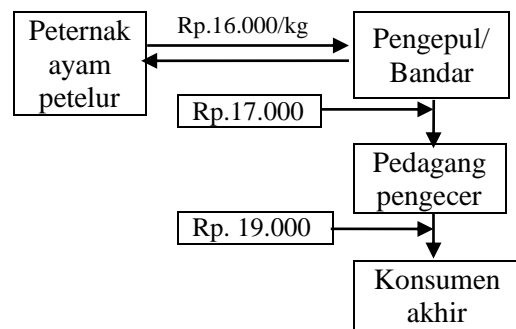 Peternak
ayam
petelur
Rp.16.000/kg
Pengepul/
Bandar
Rp.17.000
Pedagang
pengecer
Rp. 19.000
Konsumen
akhir